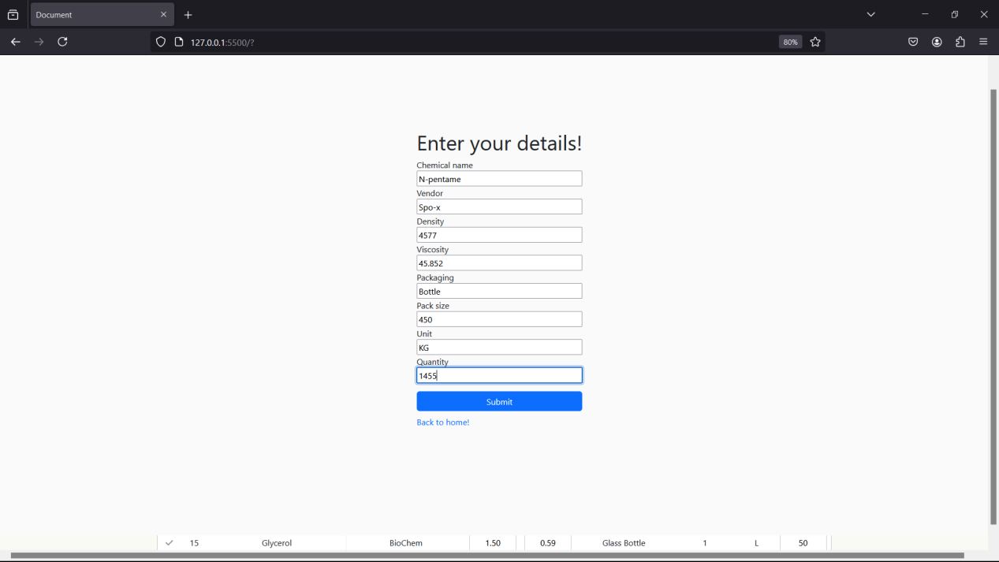 Document
127.0.0.1:5500/?
80%
Enter your details!
Chemical name
N-pentame
Vendor
Spo-x
Density
4577
Viscosity
45.852
Packaging
Bottle
Pack size
450
Unit
KG
Quantity
1455
Submit
Back to home!
15 Glycerol BioChem 1.50 0.59 Glass Bottle 1 L 50